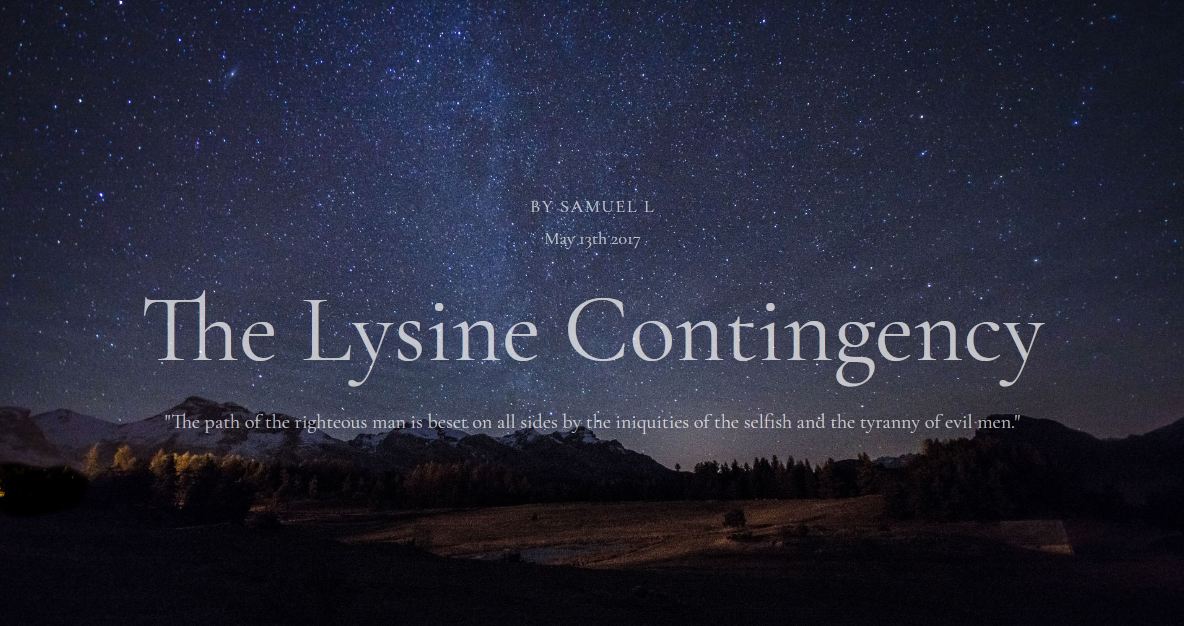 BY SAMUEL L
May 13th 2017
The Lysine Contingency
"The path of the righteous man is beset on all sides by the iniquities of the selfish and the tyranny of evil men."